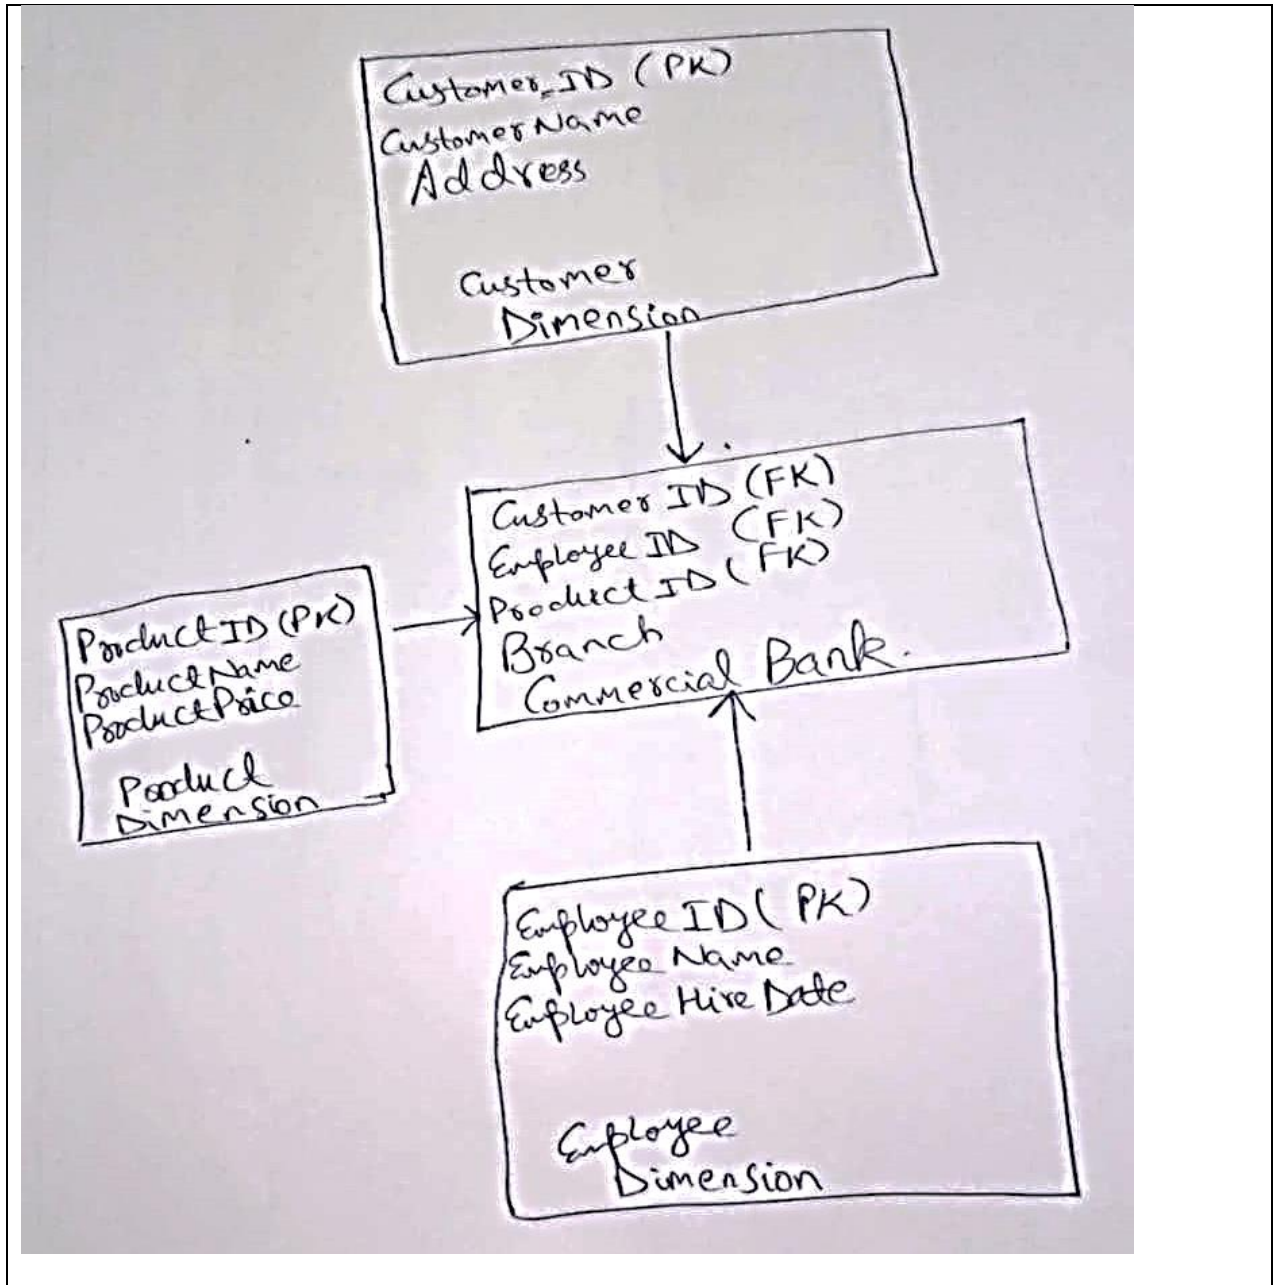 Customer_ID (PK)
Customer Name
Address
Customer
Dimension
Customer ID (FK)
Employee ID (FK)
Product ID (FK)
Branch
Commercial Bank.
Product ID (PK)
Product Name
Product Price
Product
Dimension
Employee ID (PK)
Employee Name
Employee Hire Date
Employee
Dimension